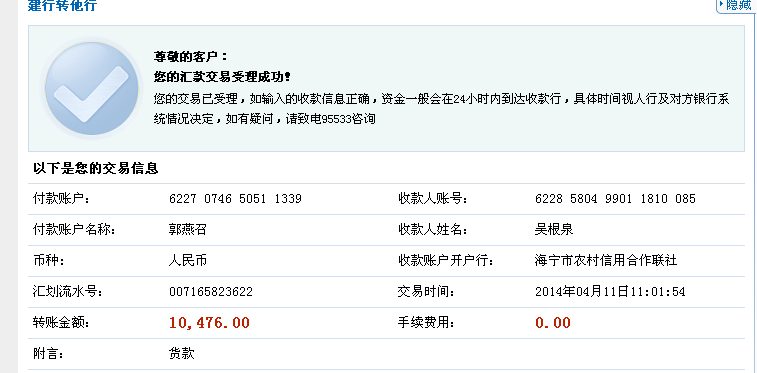 建行转他行
隐藏
尊敬的客户：
您的汇款交易受理成功！
您的交易已受理，如输入的收款信息正确，资金一般会在24小时内到达收款行，具体时间视人行及对方银行系
统情况决定，如有疑问，请致电95533咨询
以下是您的交易信息
付款账户： 6227 0746 5051 1339 收款人账号： 6228 5804 9901 1810 085
付款账户名称： 郭燕召 收款人姓名： 吴根泉
币种： 人民币 收款账户开户行： 海宁市农村信用合作联社
汇划流水号： 007165823622 交易时间： 2014年04月11日11:01:54
转账金额： 10,476.00 手续费用： 0.00
附言： 货款